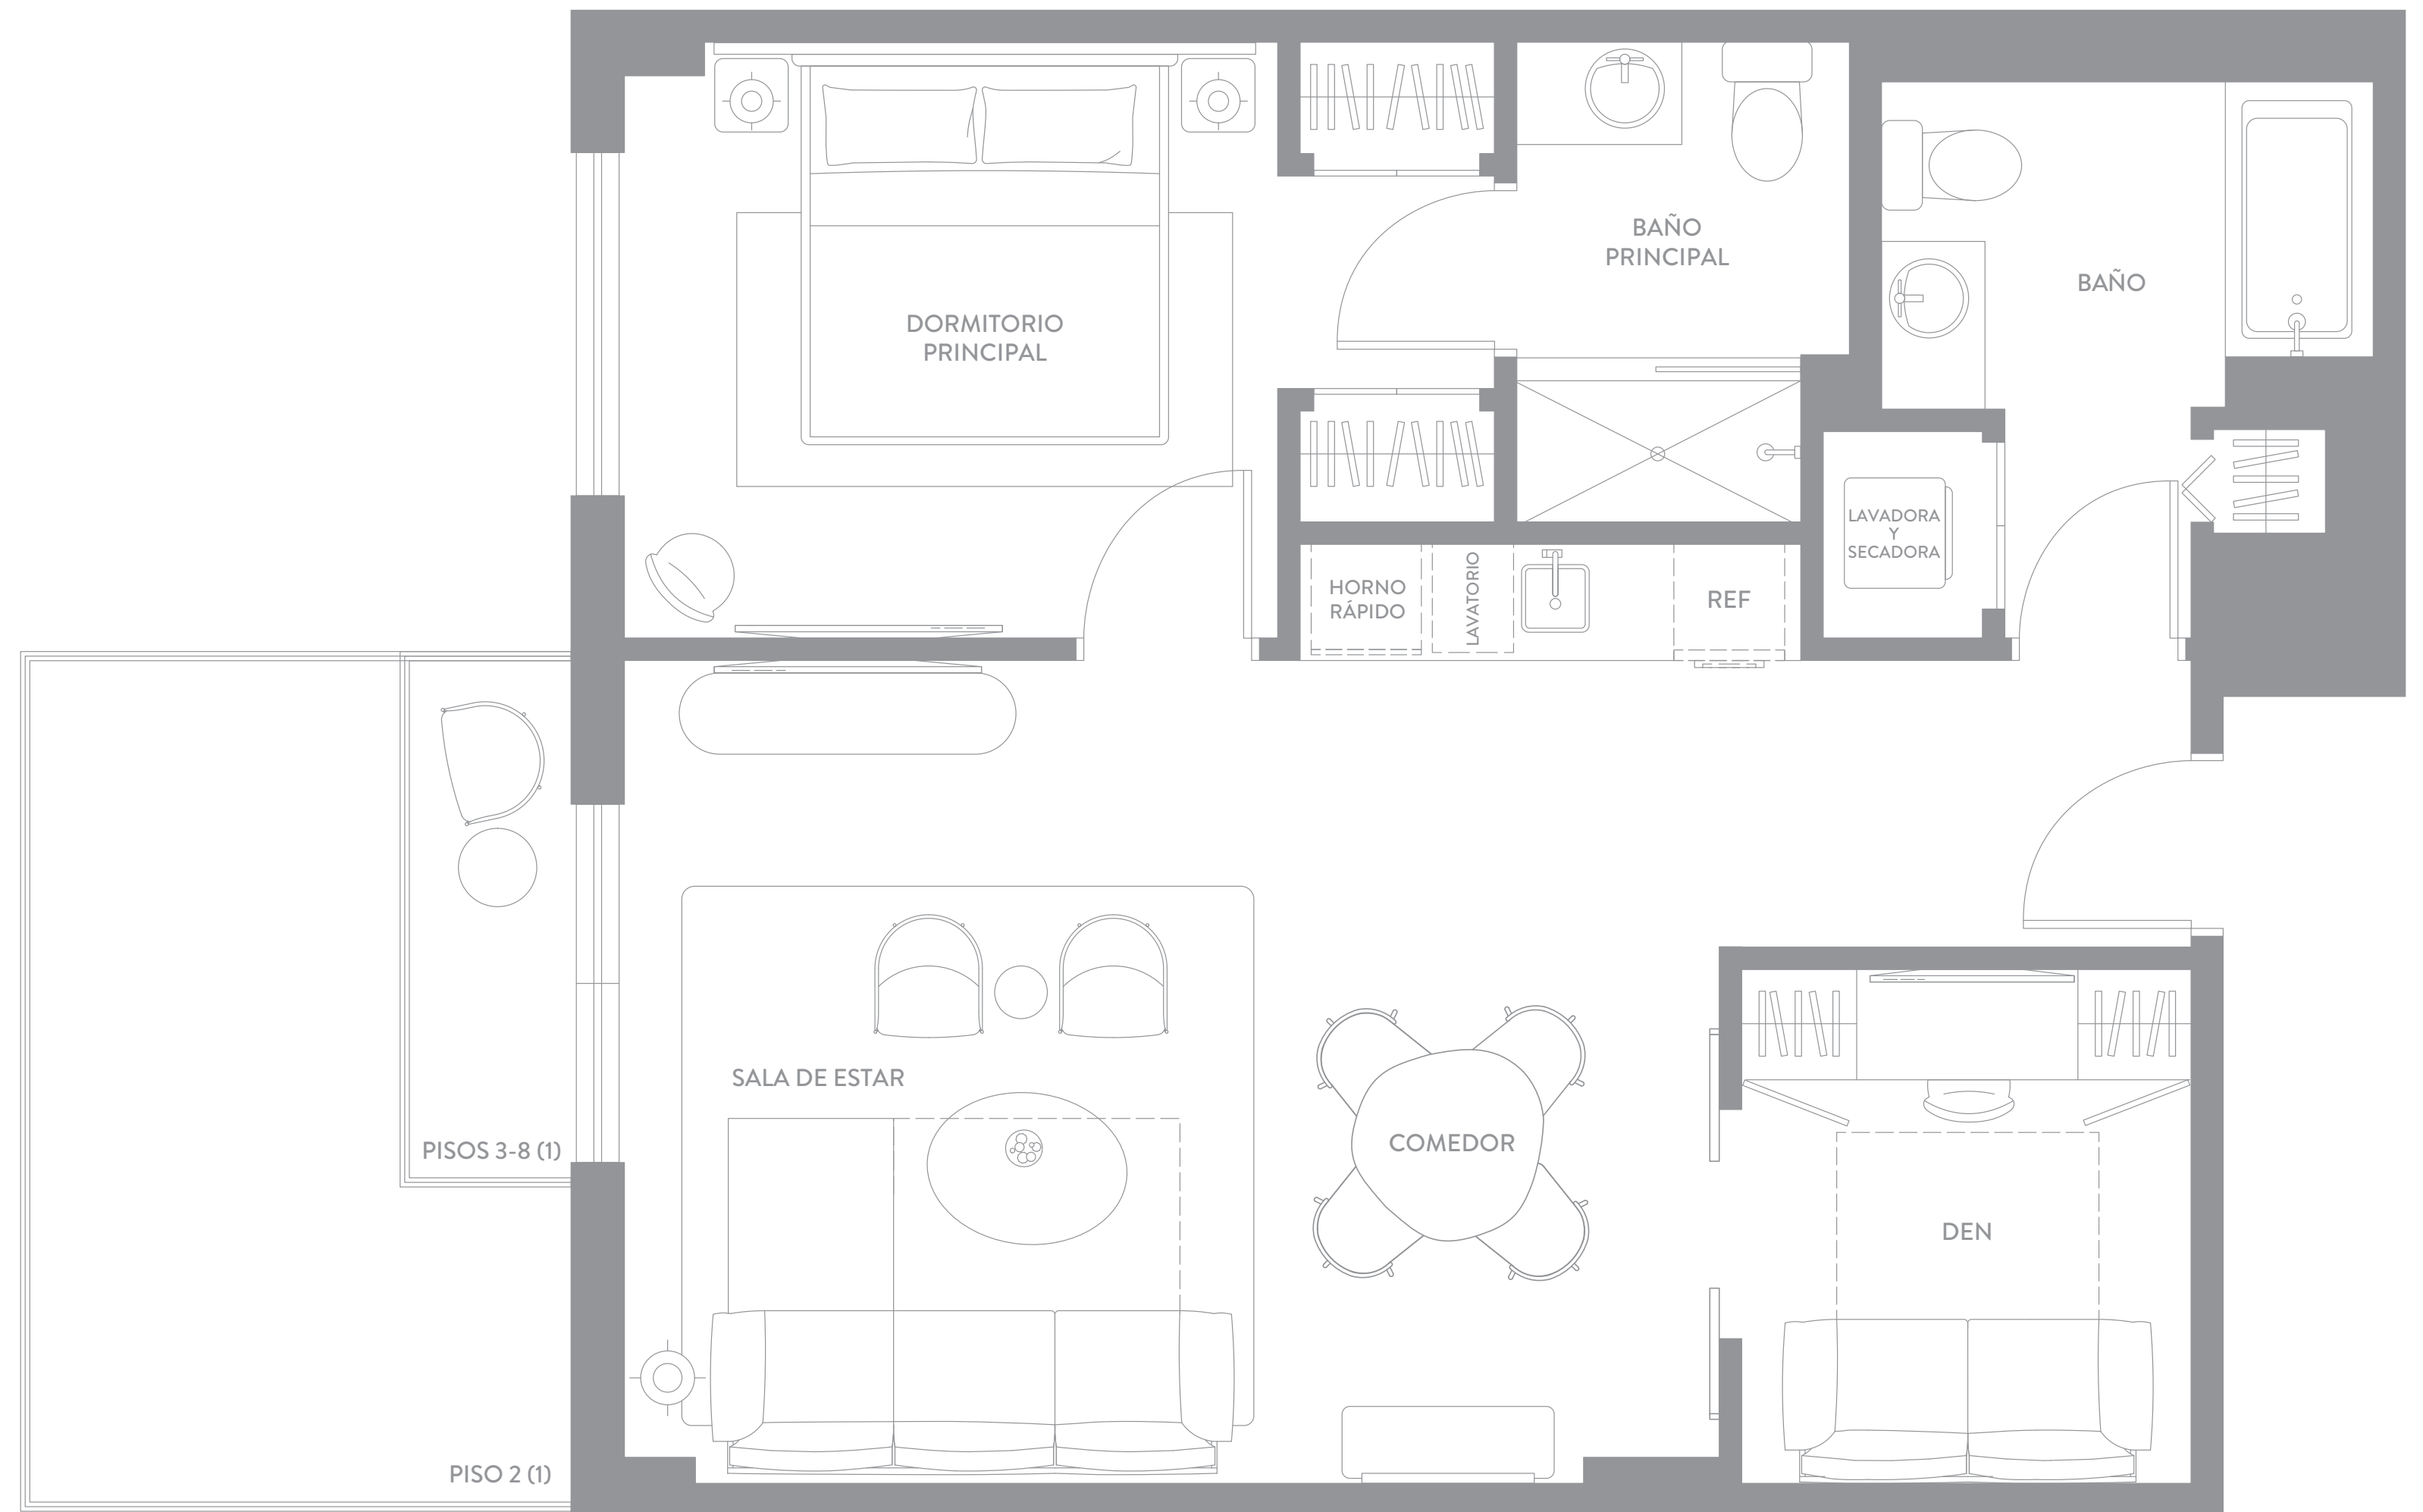 BAÑO
PRINCIPAL
BAÑO
DORMITORIO
PRINCIPAL
LAVADORA
Y
SECADORA
HORNO
RÁPIDO
LAVATORIO
REF
SALA DE ESTAR
COMEDOR
PISOS 3-8 (1)
DEN
PISO 2 (1)